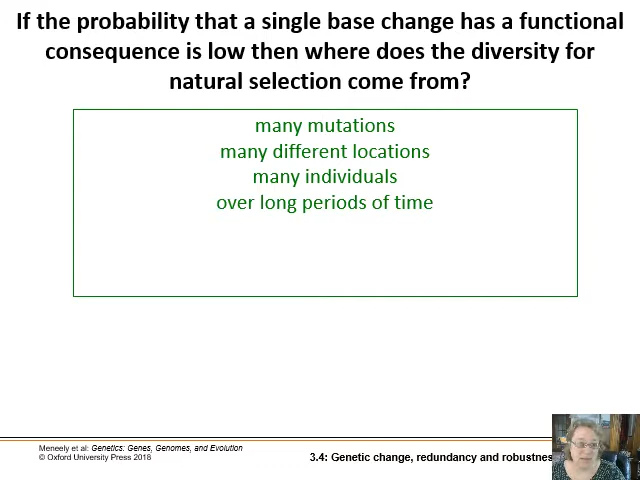 If the probability that a single base change has a functional
consequence is low then where does the diversity for
natural selection come from?
many mutations
many different locations
many individuals
over long periods of time
Meneely et al: Genetics: Genes, Genomes, and Evolution
© Oxford University Press 2018
3.4: Genetic change, redundancy and robustnes